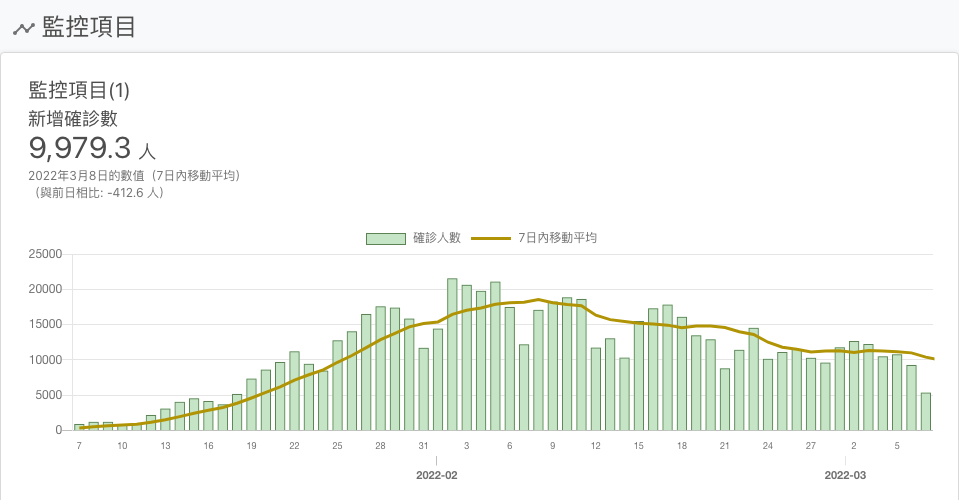 監控項目
監控項目(1)
新增確診數
9,979.3 人
2022年3月8日的數值（7日內移動平均）
（與前日相比: -412.6 人）
確診人數 7日內移動平均
25000
20000
15000
10000
5000
0
7 10 13 16 19 22 25 28 31 3 6 9 12 15 18 21 24 27 2 5
2022-02 2022-03